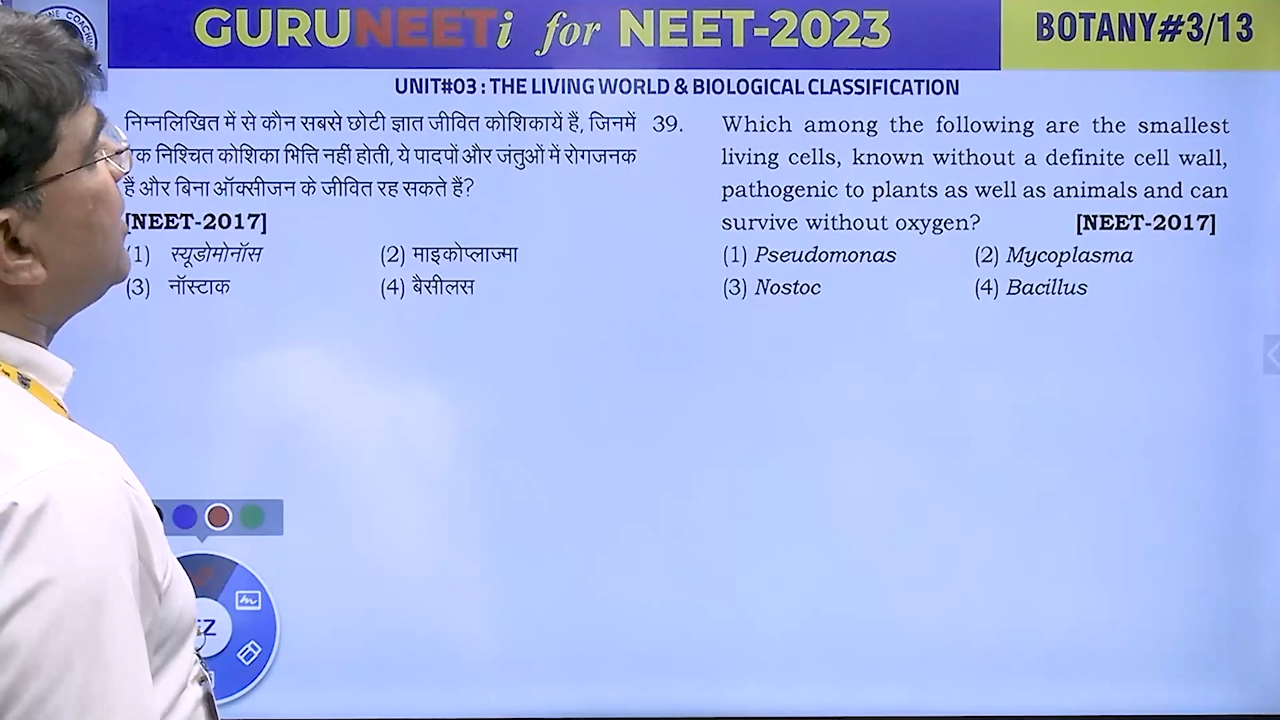 GURUNEETi for NEET-2023
BOTANY#3/13
UNIT#03 : THE LIVING WORLD & BIOLOGICAL CLASSIFICATION
निम्नलिखित में से कौन सबसे छोटी ज्ञात जीवित कोशिकायें हैं, जिनमें
निश्चित कोशिका भित्ति नहीं होती, ये पादपों और जंतुओं में रोगजनक
हैं और बिना ऑक्सीजन के जीवित रह सकते हैं?
[NEET-2017]
(1) स्यूडोमोनॉस (2) माइकोप्लाज्मा
(3) नॉस्टाक (4) बैसीलस
39. Which among the following are the smallest
living cells, known without a definite cell wall,
pathogenic to plants as well as animals and can
survive without oxygen? [NEET-2017]
(1) Pseudomonas (2) Mycoplasma
(3) Nostoc (4) Bacillus